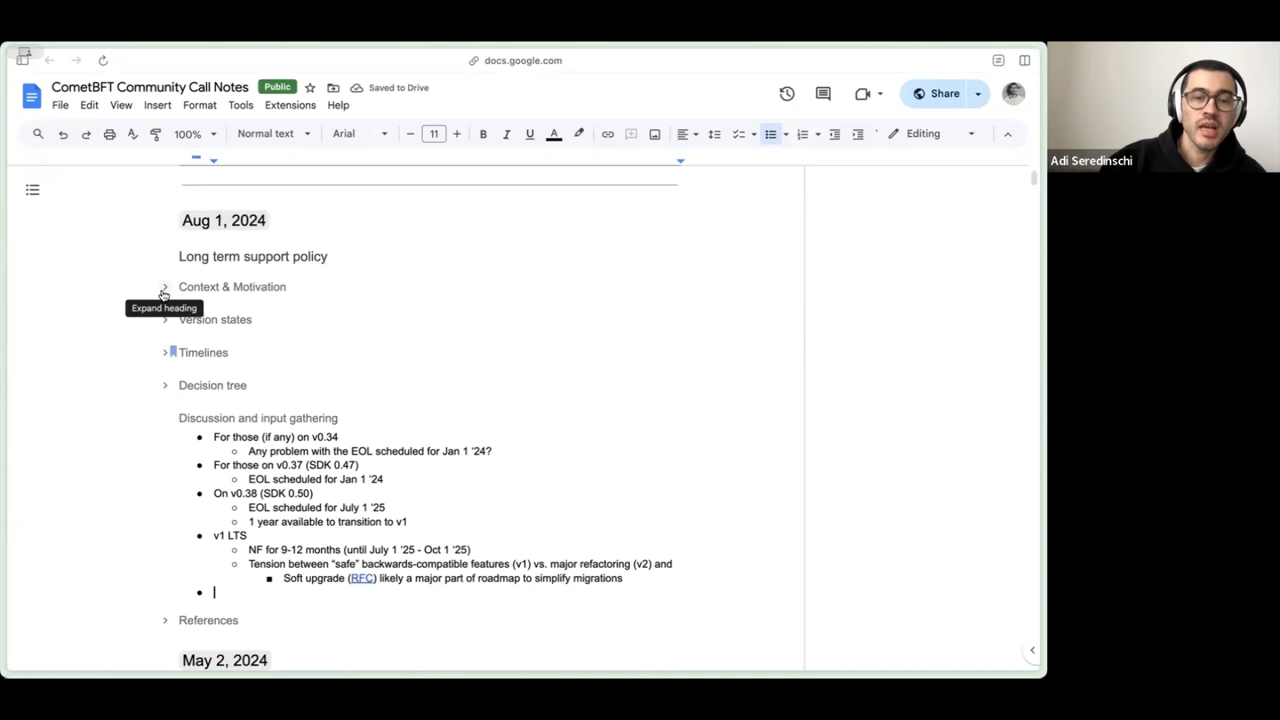 docs.google.com
CometBFT Community Call Notes Public Saved to Drive
File Edit View Insert Format Tools Extensions Help
Share
100% Normal text Arial 11 B I U A Editing
Aug 1, 2024
Long term support policy
Context & Motivation
Expand heading
Version states
Timelines
Decision tree
Discussion and input gathering
For those (if any) on v0.34
Any problem with the EOL scheduled for Jan 1 '24?
For those on v0.37 (SDK 0.47)
EOL scheduled for Jan 1 '24
On v0.38 (SDK 0.50)
EOL scheduled for July 1 '25
1 year available to transition to v1
v1 LTS
NF for 9-12 months (until July 1 '25 - Oct 1 '25)
Tension between “safe” backwards-compatible features (v1) vs. major refactoring (v2) and
Soft upgrade (RFC) likely a major part of roadmap to simplify migrations
References
May 2, 2024
Adi Seredinschi